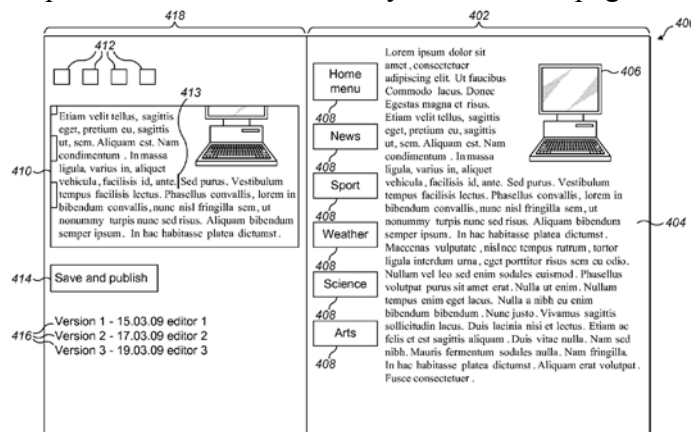 418
402
412
413
Etiam velit tellus, sagittis
eget, pretium eu, sagittis
ut, sem. Aliquam est. Nam
condimentum . In massa
ligula, varius in, aliquet
vehicula, facilisis id, ante. Sed purus. Vestibulum
tempus facilisis lectus. Phasellus convallis, lorem in
bibendum convallis, nunc nisl fringilla sem, ut
nonummy turpis nunc sed risus. Aliquam bibendum
semper ipsum. In hac habitasse platea dictumst .
410
414
Save and publish
416
Version 1 - 15.03.09 editor 1
Version 2 - 17.03.09 editor 2
Version 3 - 19.03.09 editor 3
Home
menu
408
News
408
Sport
408
Weather
408
Science
408
Arts
408
Lorem ipsum dolor sit
amet , consectetuer
adipiscing elit. Ut faucibus
Commodo lacus. Donec
Egestas magna et risus.
Etiam velit tellus, sagittis
eget, pretium eu, sagittis
ut, sem. Aliquam est. Nam
condimentum . In massa
ligula, varius in, aliquet
vehicula , facilisis id, ante. Sed purus. Vestibulum
tempus facilisis lectus. Phasellus convallis, lorem in
bibendum convallis, nunc nisl fringilla sem, ut
nonummy turpis nunc sed risus. Aliquam bibendum
semper ipsum. In hac habitasse platea dictumst .
Maecenas vulputate , nisl nec tempus rutrum , tortor
ligula interdum urna, eget porttitor risus sem eu odio.
Nullam vel leo sed enim sodales euismod . Phasellus
volutpat purus sit amet erat . Nulla ut enim . Nullam
tempus enim eget lacus. Nulla a nibh eu enim
bibendum bibendum . Nunc justo. Vivamus sagittis
sollicitudin lacus. Duis lacinia nisi et lectus. Etiam ac
felis et est sagittis aliquam . Duis vitae nulla. Nam sed
nibh. Mauris fermentum sodales nulla. Nam fringilla.
In hac habitasse platea dictumst . Aliquam erat volutpat .
Fusce consectetuer .
406
404